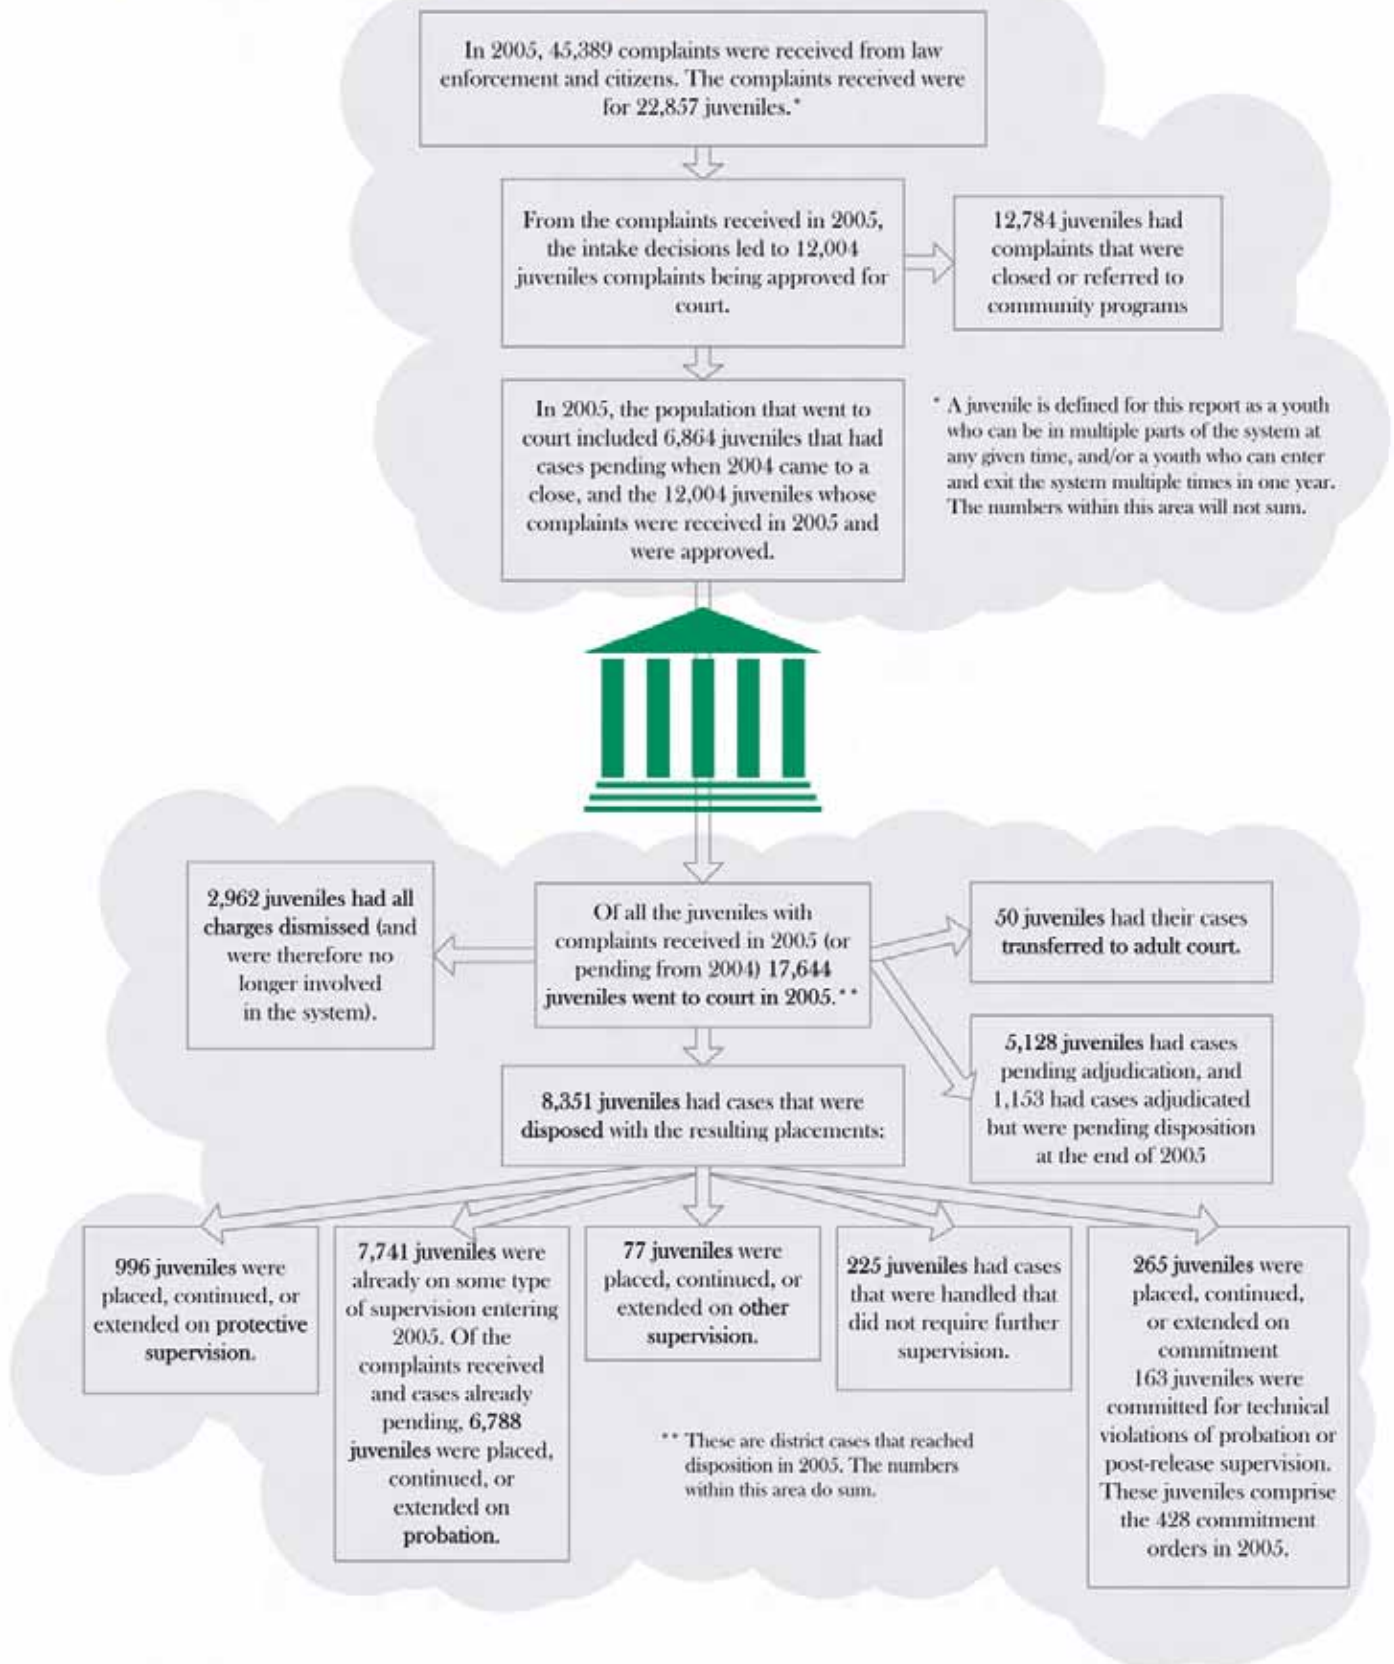 In 2005, 45,389 complaints were received from law
enforcement and citizens. The complaints received were
for 22,857 juveniles.*
From the complaints received in 2005,
the intake decisions led to 12,004
juveniles complaints being approved for
court.
12,784 juveniles had
complaints that were
closed or referred to
community programs
In 2005, the population that went to
court included 6,864 juveniles that had
cases pending when 2004 came to a
close, and the 12,004 juveniles whose
complaints were received in 2005 and
were approved.
* A juvenile is defined for this report as a youth
who can be in multiple parts of the system at
any given time, and/or a youth who can enter
and exit the system multiple times in one year.
The numbers within this area will not sum.
2,962 juveniles had all
charges dismissed (and
were therefore no
longer involved
in the system).
Of all the juveniles with
complaints received in 2005 (or
pending from 2004) 17,644
juveniles went to court in 2005.**
50 juveniles had their cases
transferred to adult court.
5,128 juveniles had cases
pending adjudication, and
1,153 had cases adjudicated
but were pending disposition
at the end of 2005
8,351 juveniles had cases that were
disposed with the resulting placements:
996 juveniles were
placed, continued, or
extended on protective
supervision.
7,741 juveniles were
already on some type
of supervision entering
2005. Of the
complaints received
and cases already
pending, 6,788
juveniles were placed,
continued, or
extended on
probation.
77 juveniles were
placed, continued, or
extended on other
supervision.
225 juveniles had cases
that were handled that
did not require further
supervision.
265 juveniles were
placed, continued,
or extended on
commitment
163 juveniles were
committed for technical
violations of probation or
post-release supervision.
These juveniles comprise
the 428 commitment
orders in 2005.
** These are district cases that reached
disposition in 2005. The numbers
within this area do sum.